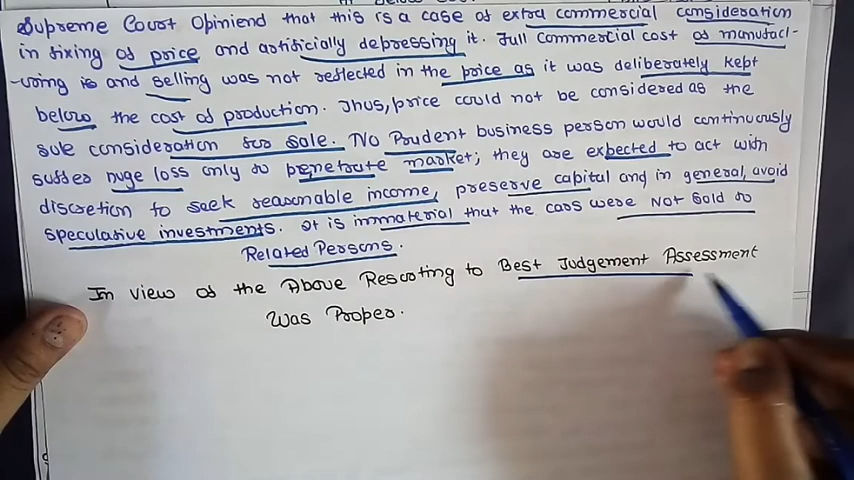 Supreme Court Opiniend that this is a case of extra commercial consideration
in fixing of price and artificially depressing it. Full commercial cost of manufact-
-uring is and selling was not reflected in the price as it was deliberately kept
below the cost of production. Thus, price could not be considered as the
sole consideration for sale. No Prudent business person would continuously
suffer huge loss only to penetrate market; they are expected to act with
discretion to seek reasonable income, preserve capital and in general, avoid
speculative investments. It is immaterial that the cars were Not Sold to
Related Persons.
In view of the Above Resorting to Best Judgement Assessment
Was Proper.